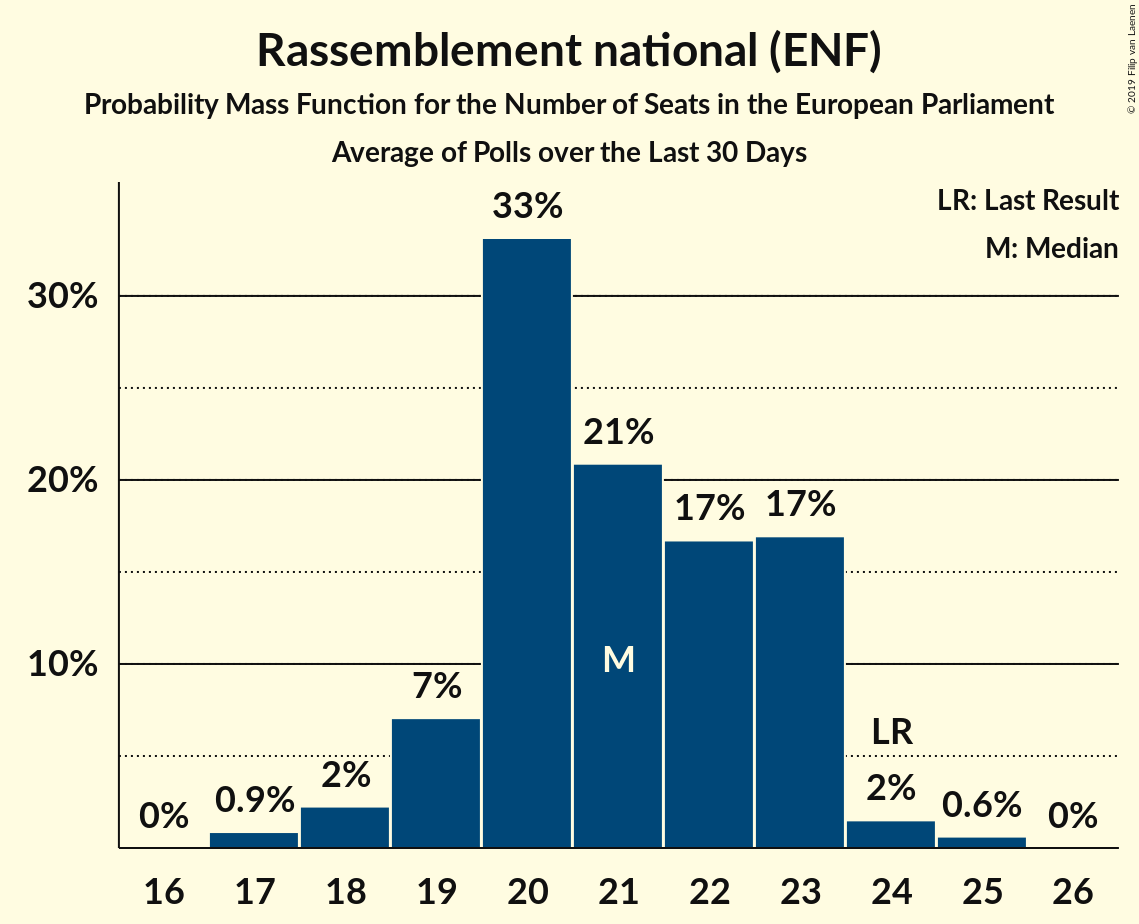 Rassemblement national (ENF)
Probability Mass Function for the Number of Seats in the European Parliament
Average of Polls over the Last 30 Days
© 2019 Filip van Laenen
LR: Last Result
M: Median
30%
20%
10%
0%
0.9%
2%
7%
33%
21%
17%
17%
2%
0.6%
0%
M
LR
16 17 18 19 20 21 22 23 24 25 26